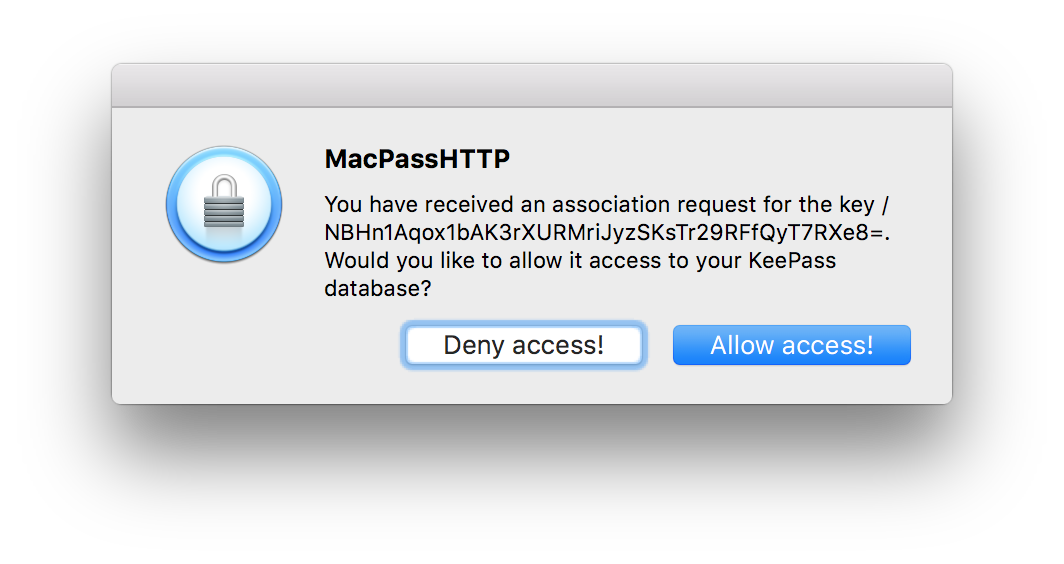 MacPassHTTP
You have received an association request for the key /
NBHn1Aqox1bAK3rXURMriJyzSKsTr29RFfQyT7RXe8=.
Would you like to allow it access to your KeePass
database?
Deny access!
Allow access!